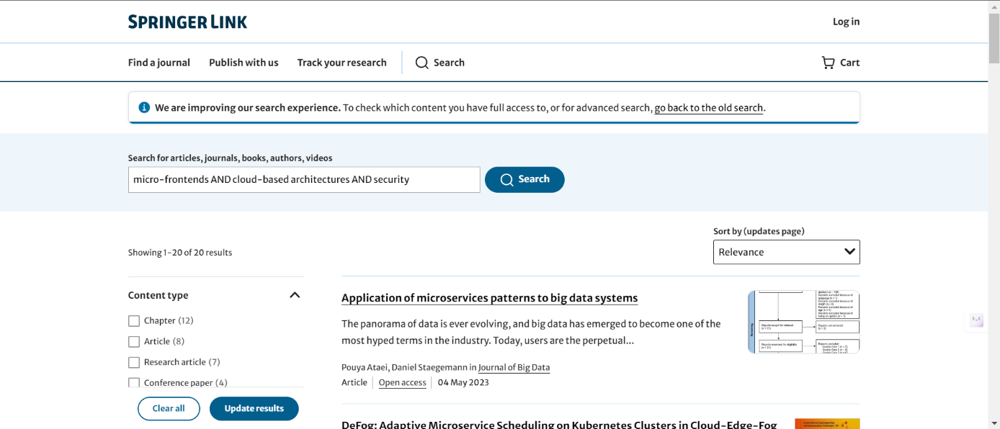 SPRINGER LINK
Log in
Find a journal
Publish with us
Track your research
Search
Cart
We are improving our search experience. To check which content you have full access to, or for advanced search, go back to the old search.
Search for articles, journals, books, authors, videos
micro-frontends AND cloud-based architectures AND security
Search
Sort by (updates page)
Relevance
Showing 1-20 of 20 results
Content type
Chapter (12)
Article (8)
Research article (7)
Conference paper (4)
Clear all
Update results
Application of microservices patterns to big data systems
The panorama of data is ever evolving, and big data has emerged to become one of the
most hyped terms in the industry. Today, users are the perpetual...
Pouya Ataei, Daniel Staegemann in Journal of Big Data
Article
Open access
04 May 2023
DeFog: Adaptive Microservice Scheduling on Kubernetes Clusters in Cloud-Edge-Fog